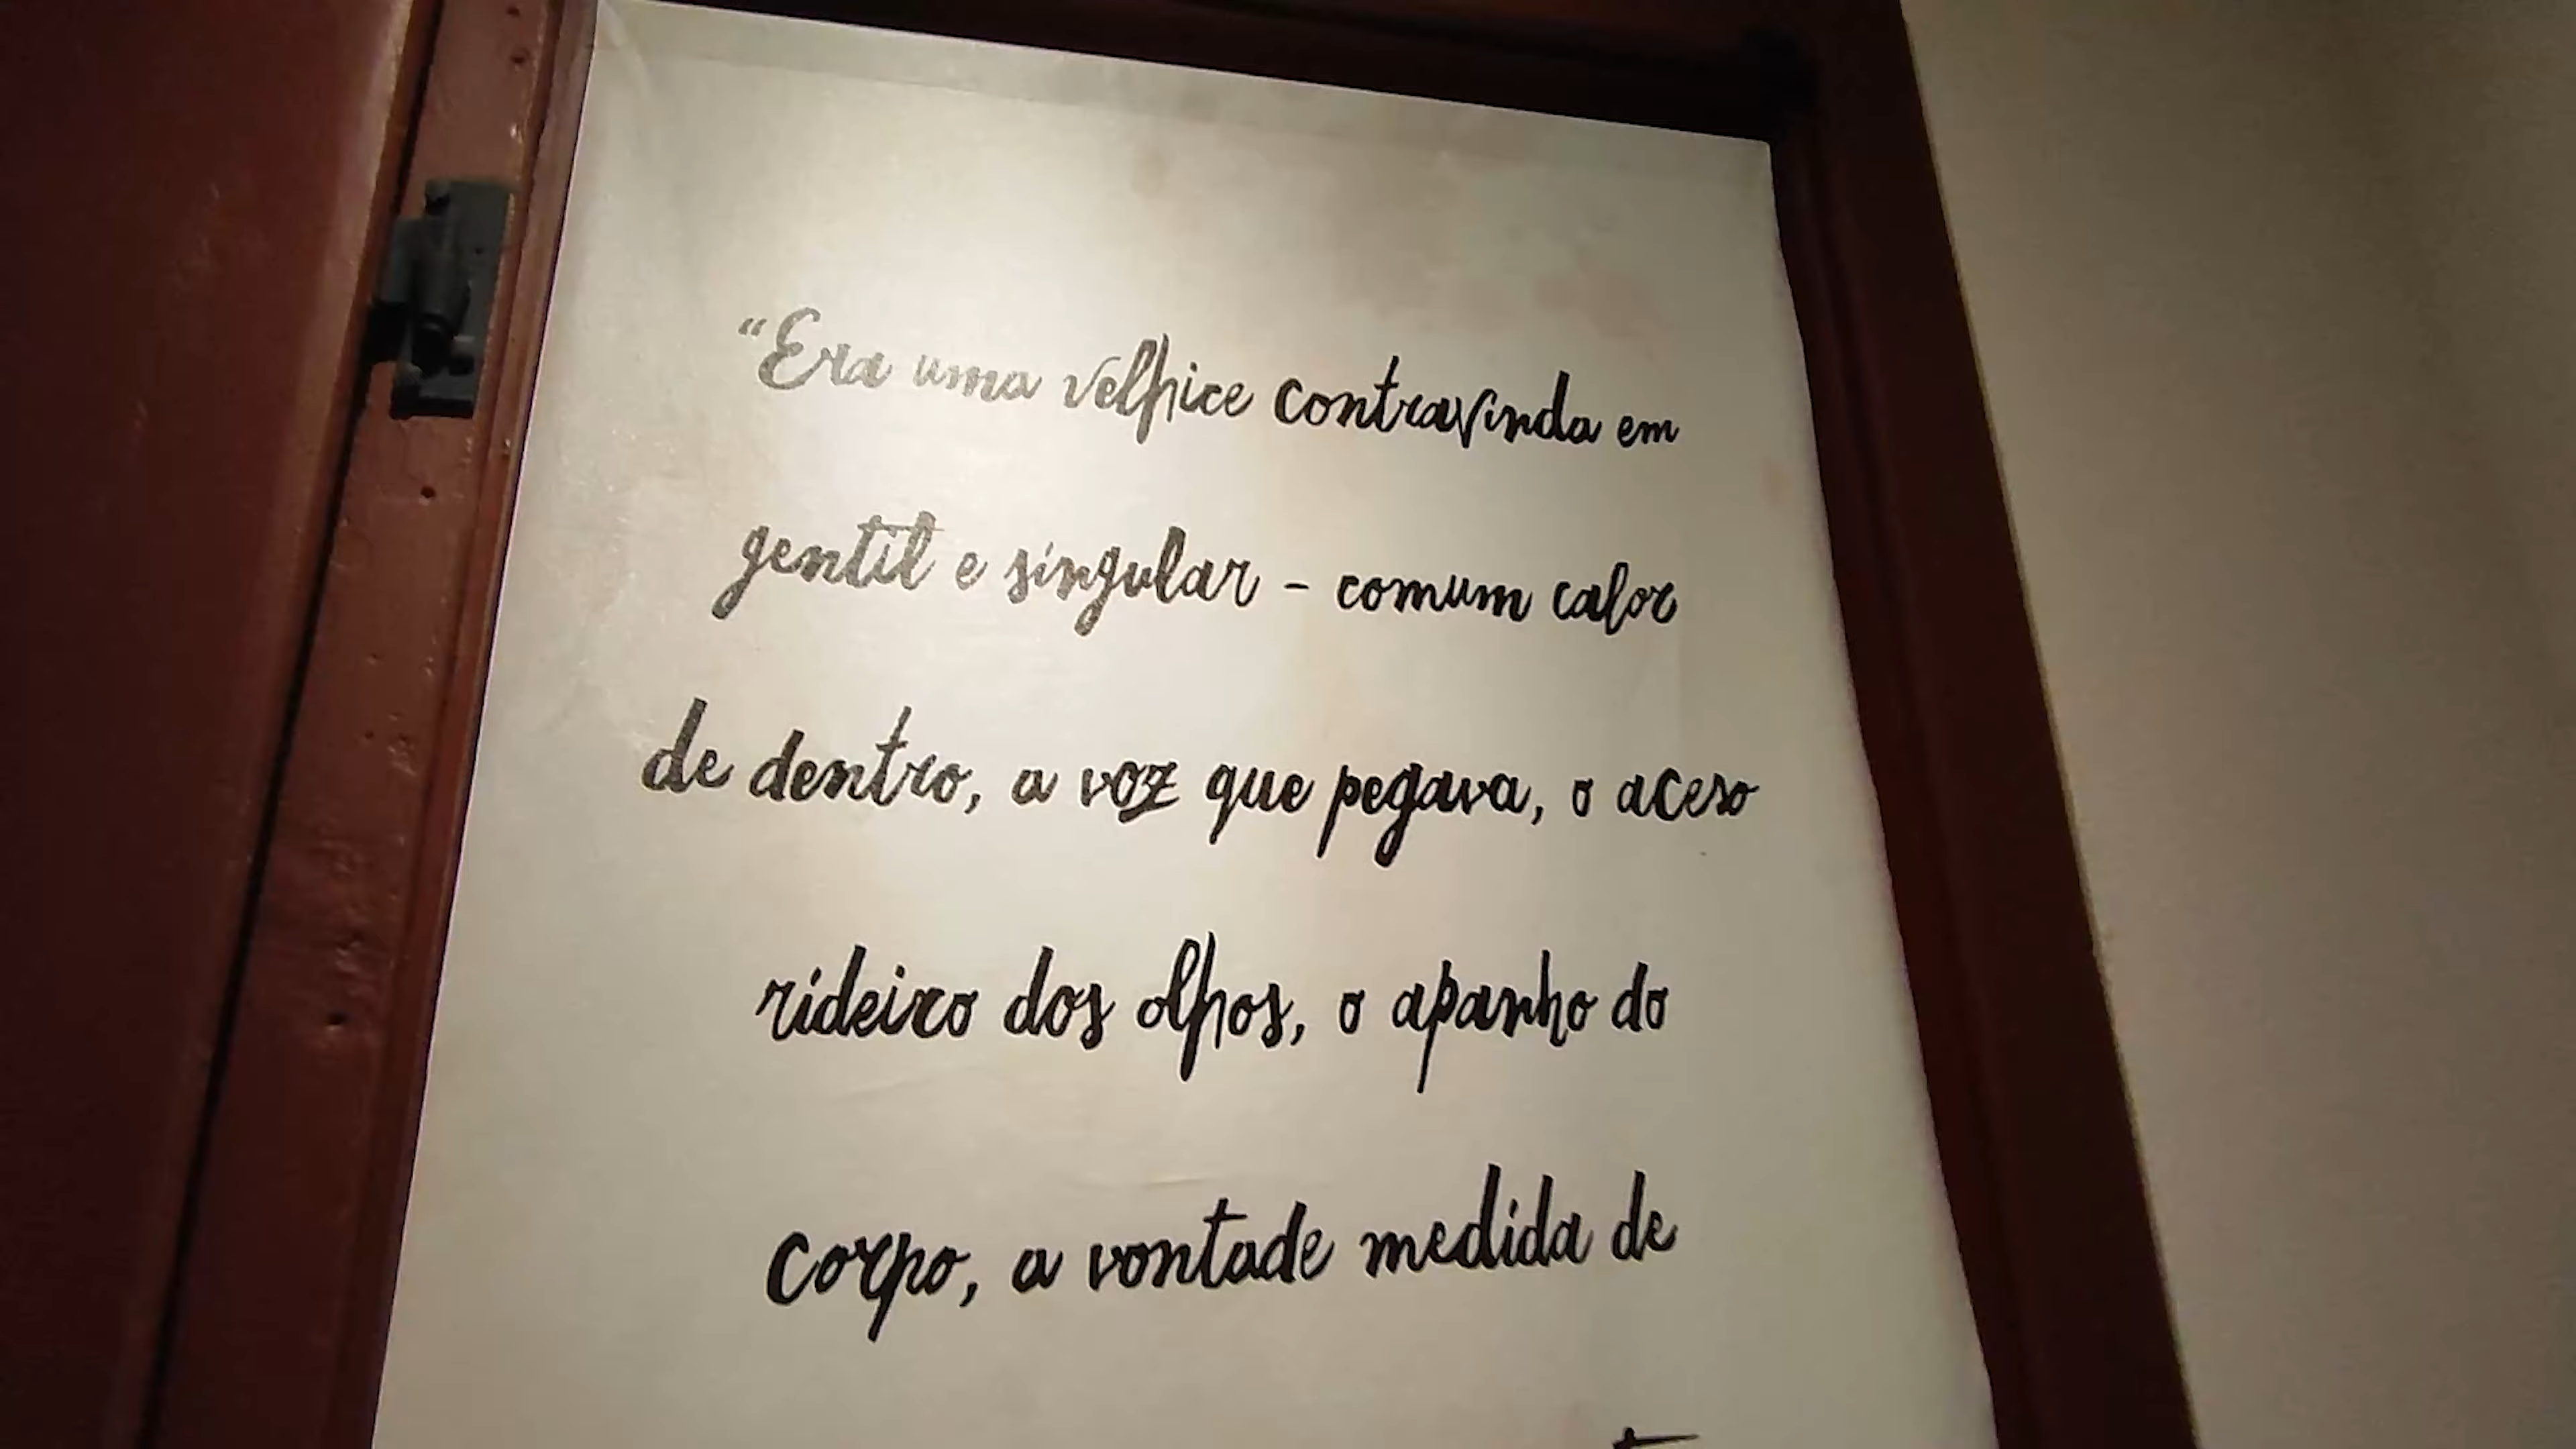 “Era uma velhice contravinda em
gentil e singular - comum calor
de dentro, a voz que pegava, o aceso
rideiro dos olhos, o apanho do
corpo, a vontade medida de